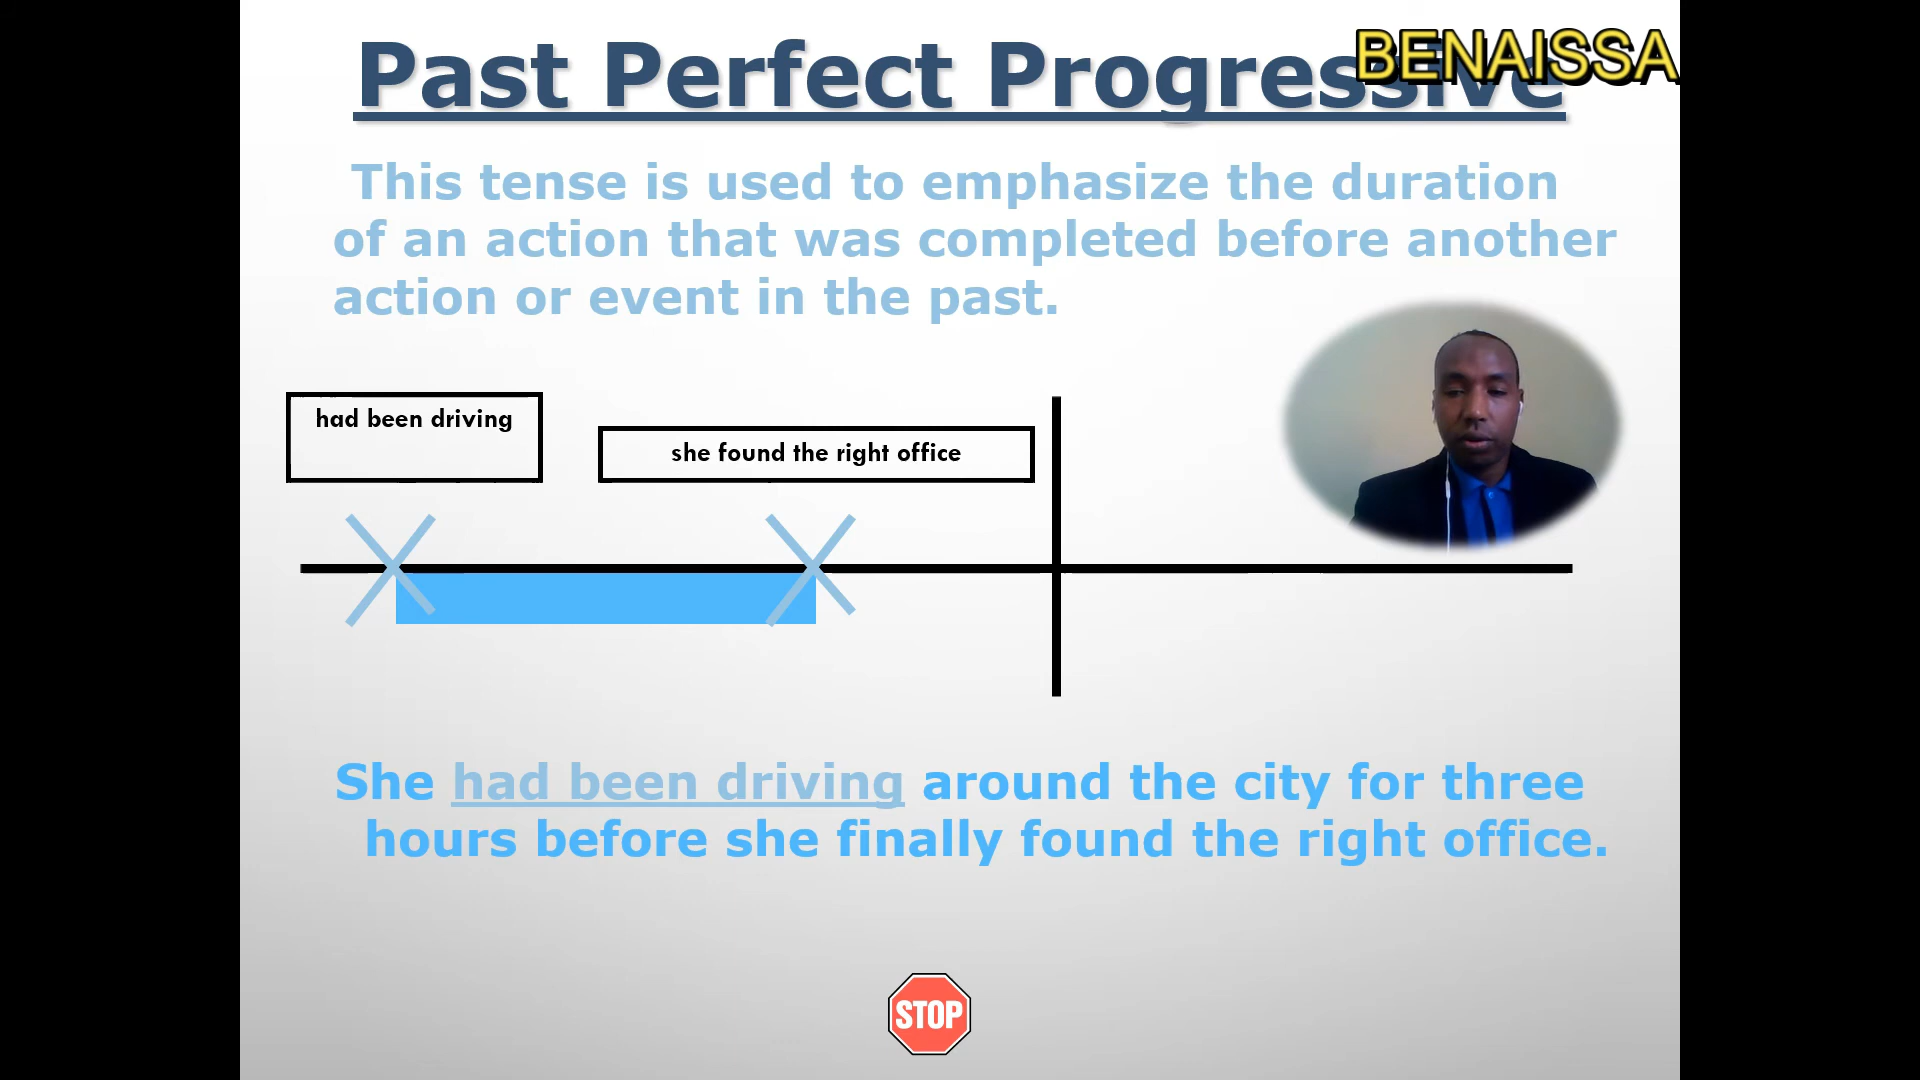 Past Perfect Progressive
BENAISSA
This tense is used to emphasize the duration
of an action that was completed before another
action or event in the past.
had been driving
she found the right office
She had been driving around the city for three
hours before she finally found the right office.
STOP